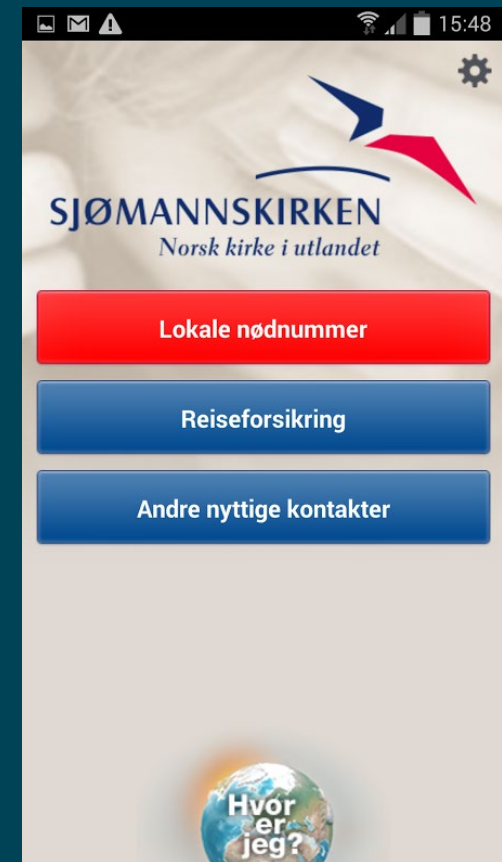 15:48
SJØMANNSKIRKEN
Norsk kirke i utlandet
Lokale nødnummer
Reiseforsikring
Andre nyttige kontakter
Hvor
er
jeg?